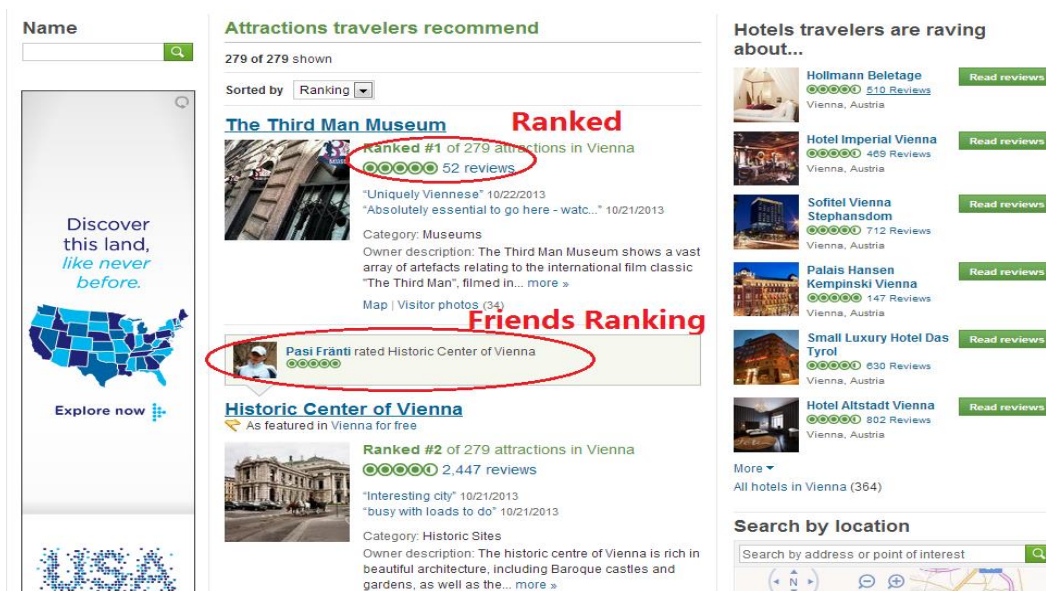 Name
Discover
this land,
like never
before.
Explore now
USA
Attractions travelers recommend
279 of 279 shown
Sorted by Ranking
The Third Man Museum
Ranked
Ranked #1 of 279 attractions in Vienna
52 reviews
“Uniquely Viennese” 10/22/2013
“Absolutely essential to go here - watc...” 10/21/2013
Category: Museums
Owner description: The Third Man Museum shows a vast
array of artefacts relating to the international film classic
"The Third Man", filmed in... more »
Map | Visitor photos (34)
Friends Ranking
Pasi Fränti rated Historic Center of Vienna
Historic Center of Vienna
As featured in Vienna for free
Ranked #2 of 279 attractions in Vienna
2,447 reviews
“Interesting city” 10/21/2013
“busy with loads to do” 10/21/2013
Category: Historic Sites
Owner description: The historic centre of Vienna is rich in
beautiful architecture, including Baroque castles and
gardens, as well as the... more »
Hotels travelers are raving
about...
Hollmann Beletage
Read reviews
510 Reviews
Vienna, Austria
Hotel Imperial Vienna
Read reviews
469 Reviews
Vienna, Austria
Sofitel Vienna
Stephansdom
Read reviews
712 Reviews
Vienna, Austria
Palais Hansen
Kempinski Vienna
Read reviews
147 Reviews
Vienna, Austria
Small Luxury Hotel Das
Tyrol
Read reviews
630 Reviews
Vienna, Austria
Hotel Altstadt Vienna
Read reviews
802 Reviews
Vienna, Austria
More
All hotels in Vienna (364)
Search by location
Search by address or point of interest
N